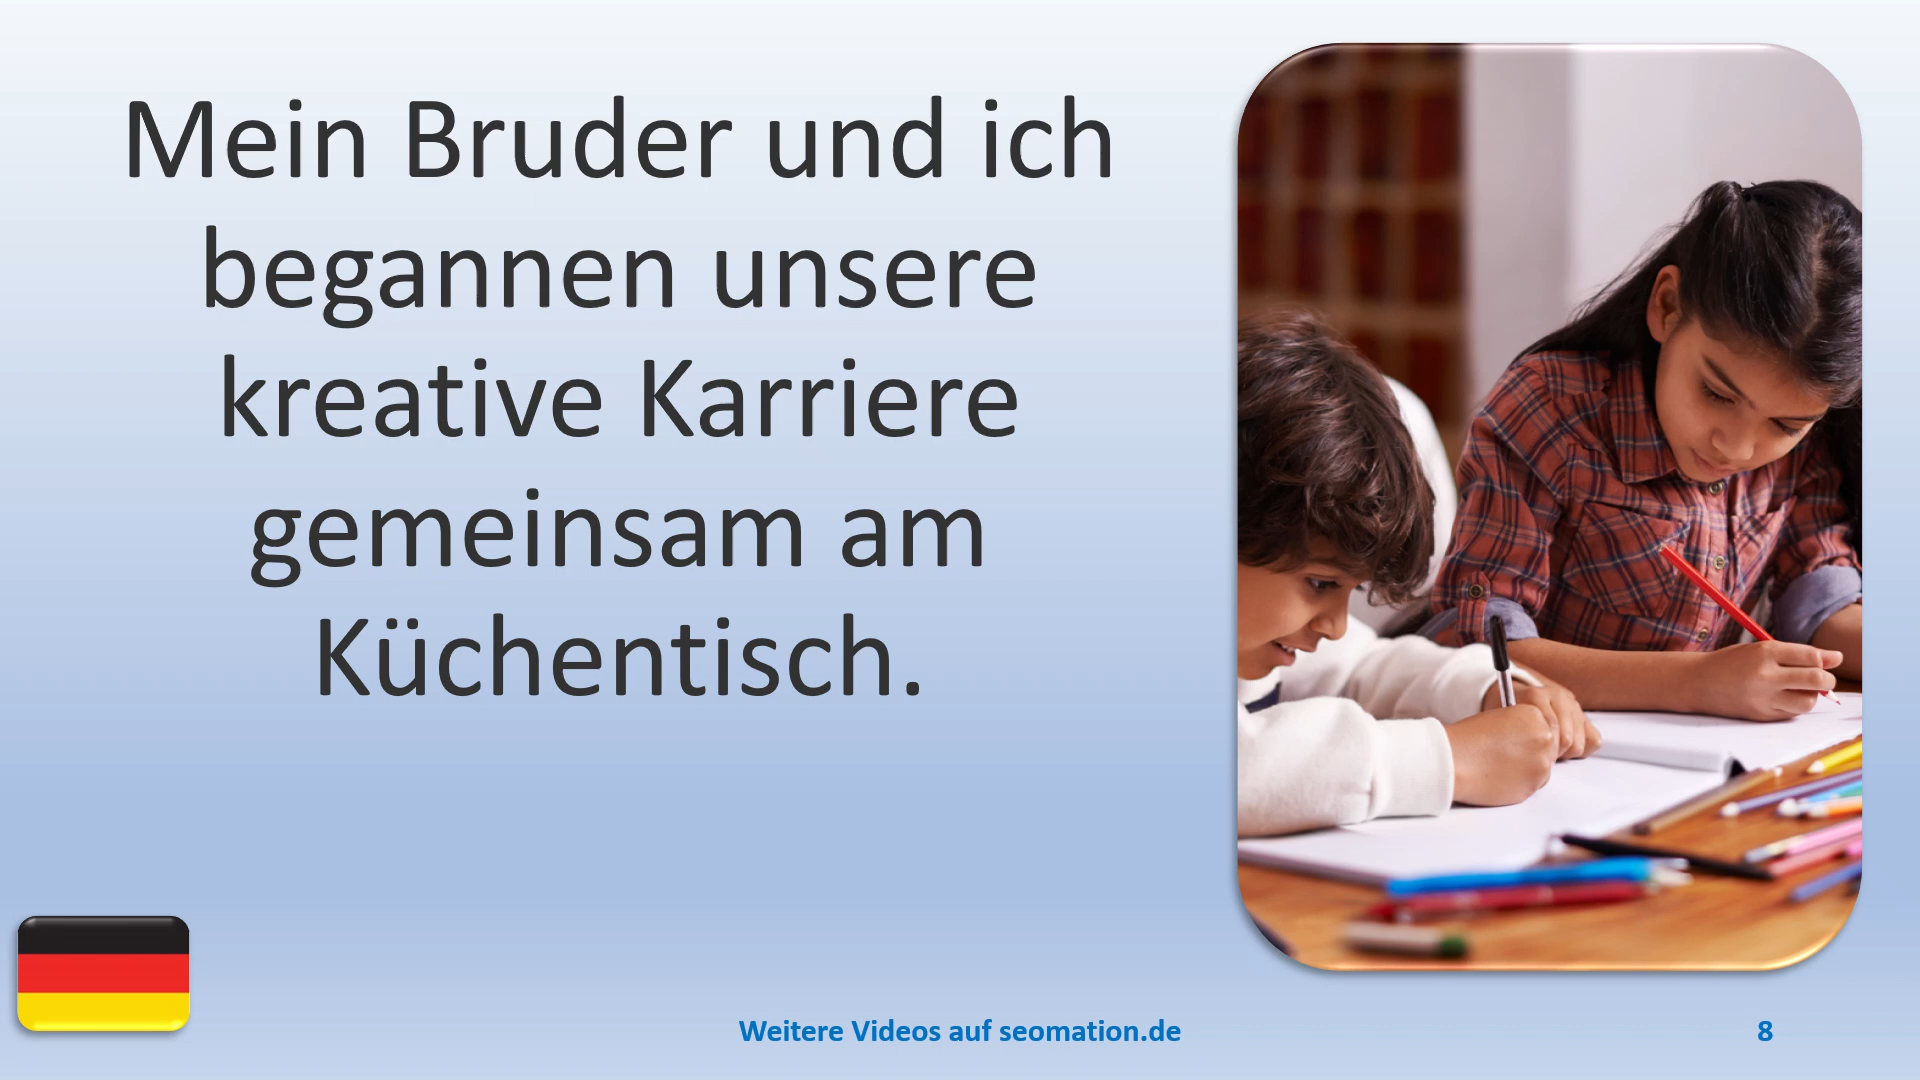 Mein Bruder und ich
begannen unsere
kreative Karriere
gemeinsam am
Küchentisch.
Weitere Videos auf seomation.de
8